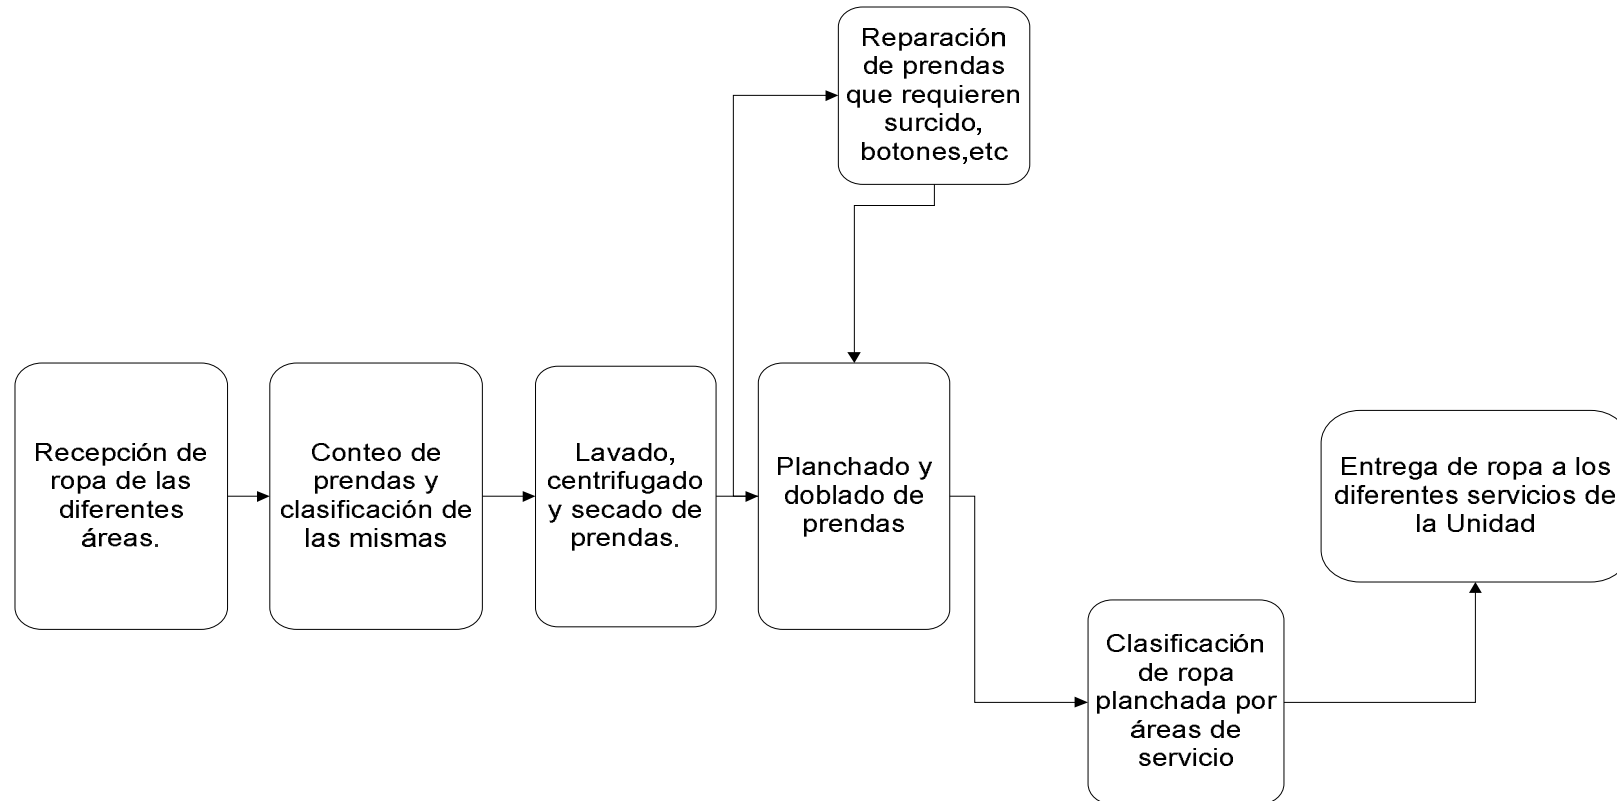 Reparación
de prendas
que requieren
surcido,
botones,etc
Recepción de
ropa de las
diferentes
áreas.
Conteo de
prendas y
clasificación de
las mismas
Lavado,
centrifugado
y secado de
prendas.
Planchado y
doblado de
prendas
Clasificación
de ropa
planchada por
áreas de
servicio
Entrega de ropa a los
diferentes servicios de
la Unidad